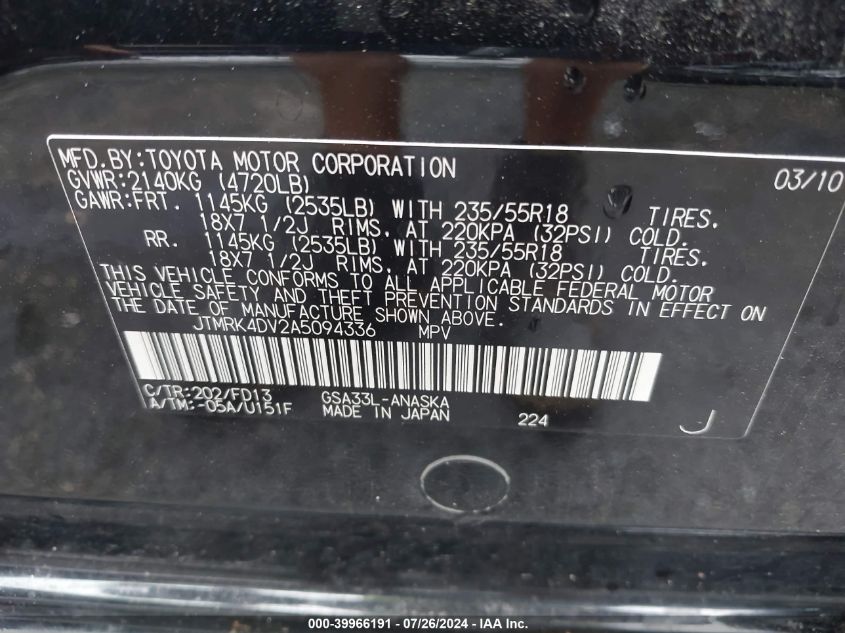 MFD.BY:TOYOTA MOTOR CORPORATION 03/10
GVWR:2140KG (4720LB)
GAWR:FRT. 1145KG (2535LB) WITH 235/55R18 TIRES.
18X7 1/2J RIMS. AT 220KPA (32PSI) COLD.
RR. 1145KG (2535LB) WITH 235/55R18 TIRES.
18X7 1/2J RIMS. AT 220KPA (32PSI) COLD.
THIS VEHICLE CONFORMS TO ALL APPLICABLE FEDERAL MOTOR
VEHICLE SAFETY AND THEFT PREVENTION STANDARDS IN EFFECT ON
THE DATE OF MANUFACTURE SHOWN ABOVE.
JTMRK4DV2A5094336 MPV
C/TR:202/FD13 GSA33L-ANASKA
A/TM:-05A/U151F MADE IN JAPAN 224 J
000-39966191 - 07/26/2024 - IAA Inc.